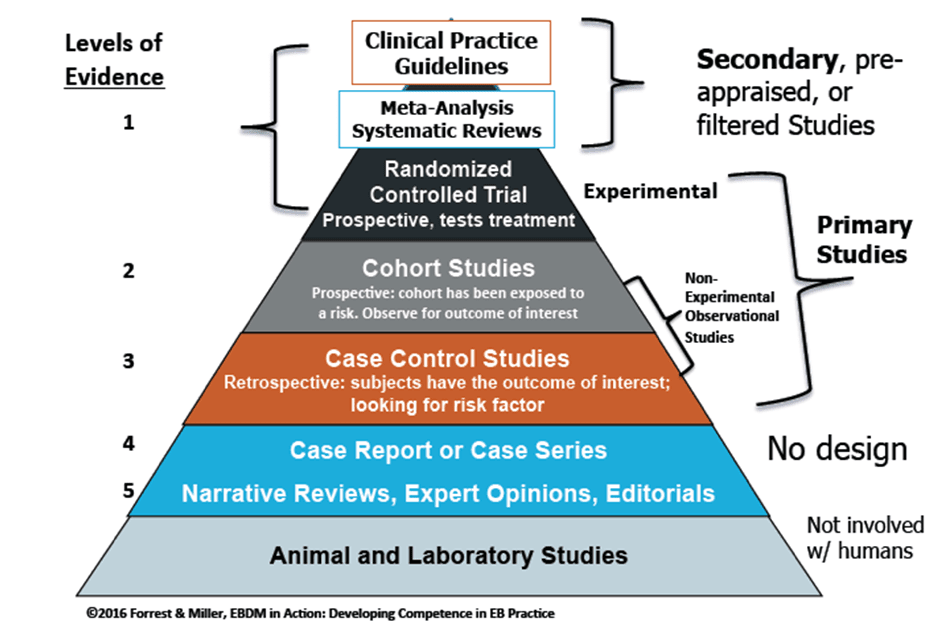 Levels of
Evidence
Clinical Practice
Guidelines
Secondary, pre-
appraised, or
filtered Studies
1
Meta-Analysis
Systematic Reviews
Randomized
Controlled Trial
Prospective, tests treatment
Experimental
Primary
Studies
2
Cohort Studies
Prospective: cohort has been exposed to
a risk. Observe for outcome of interest
Non-
Experimental
Observational
Studies
3
Case Control Studies
Retrospective: subjects have the outcome of interest;
looking for risk factor
4
Case Report or Case Series
No design
5
Narrative Reviews, Expert Opinions, Editorials
Animal and Laboratory Studies
Not involved
w/ humans
©2016 Forrest & Miller, EBDM in Action: Developing Competence in EB Practice